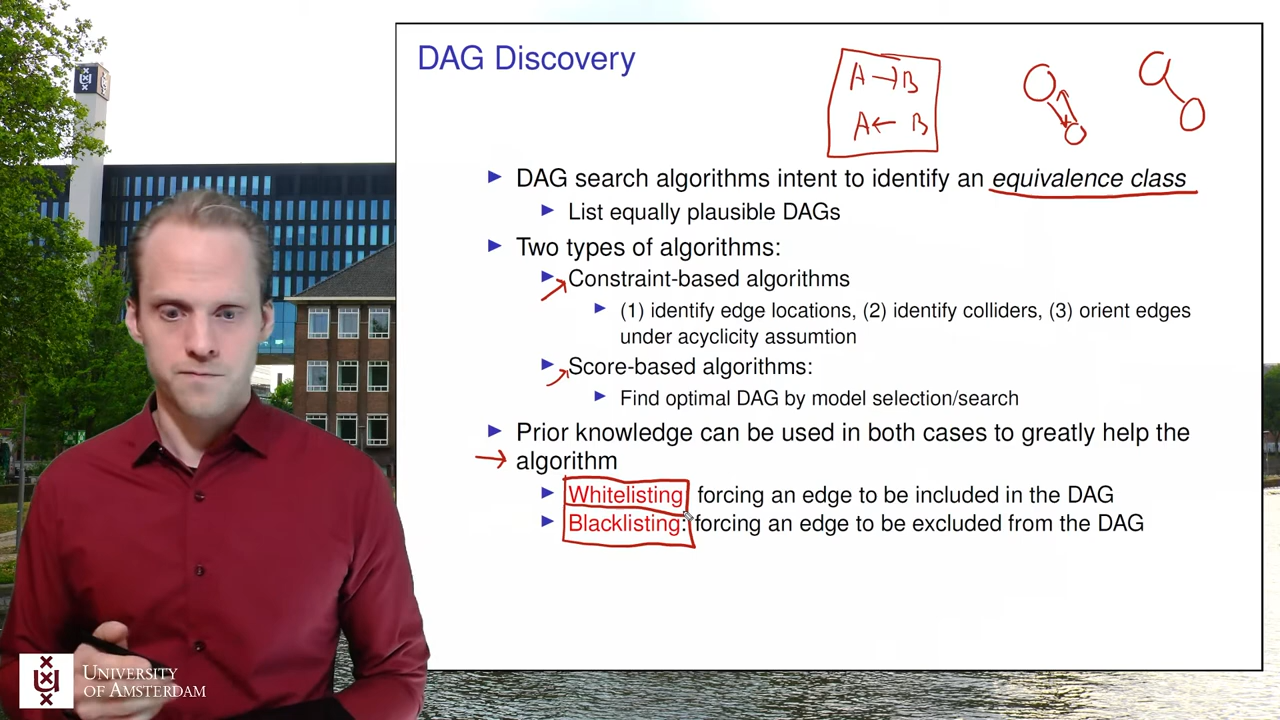 DAG Discovery
A → B
A ← B
DAG search algorithms intent to identify an equivalence class
List equally plausible DAGs
Two types of algorithms:
Constraint-based algorithms
(1) identify edge locations, (2) identify colliders, (3) orient edges
under acyclicity assumtion
Score-based algorithms:
Find optimal DAG by model selection/search
Prior knowledge can be used in both cases to greatly help the
algorithm
Whitelisting: forcing an edge to be included in the DAG
Blacklisting: forcing an edge to be excluded from the DAG
UNIVERSITY
OF AMSTERDAM